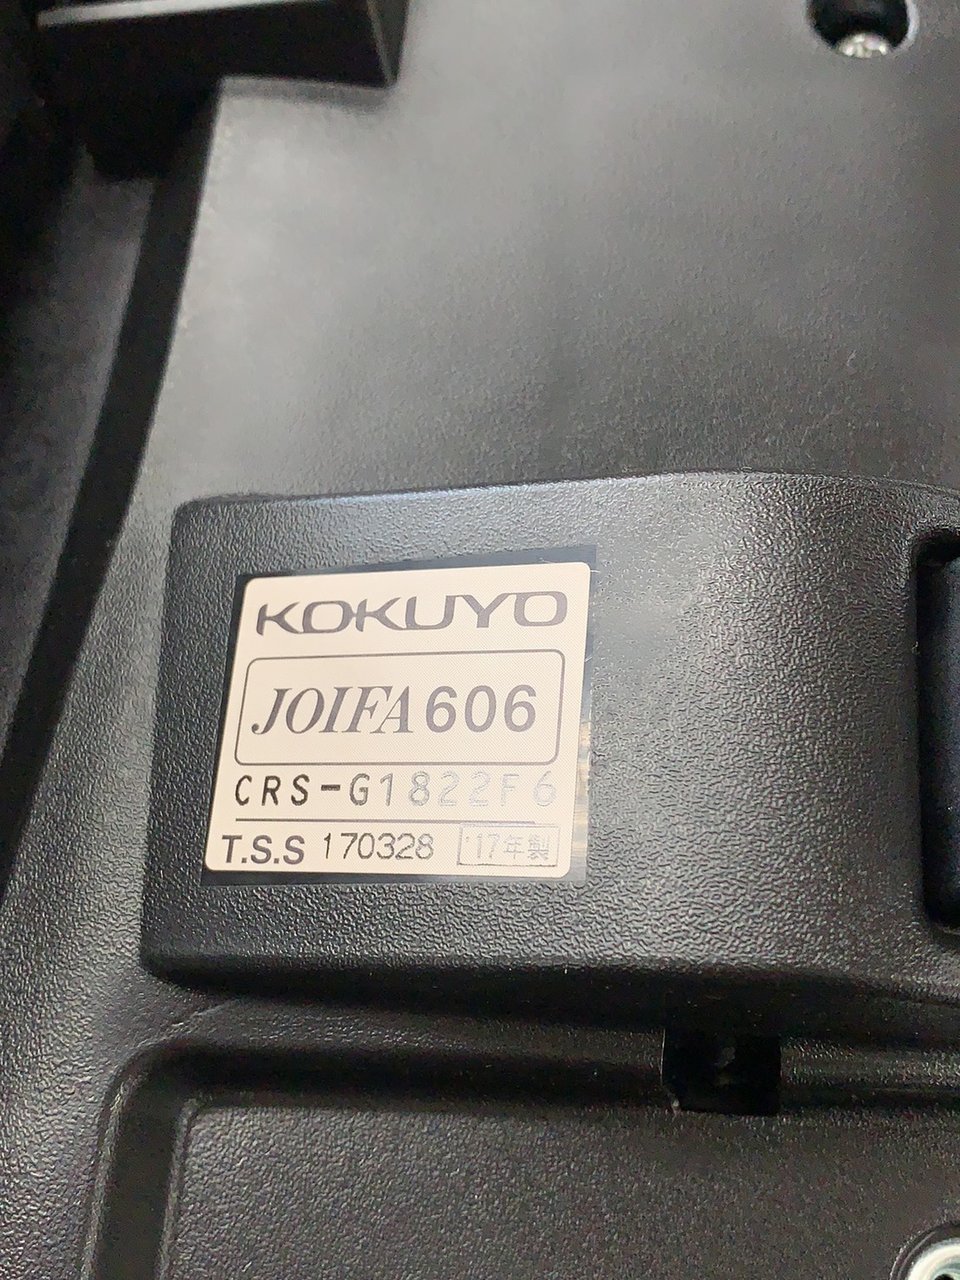 KOKUYO
JOIFA606
CRS-G1822F6
T.S.S 170328 '17年製